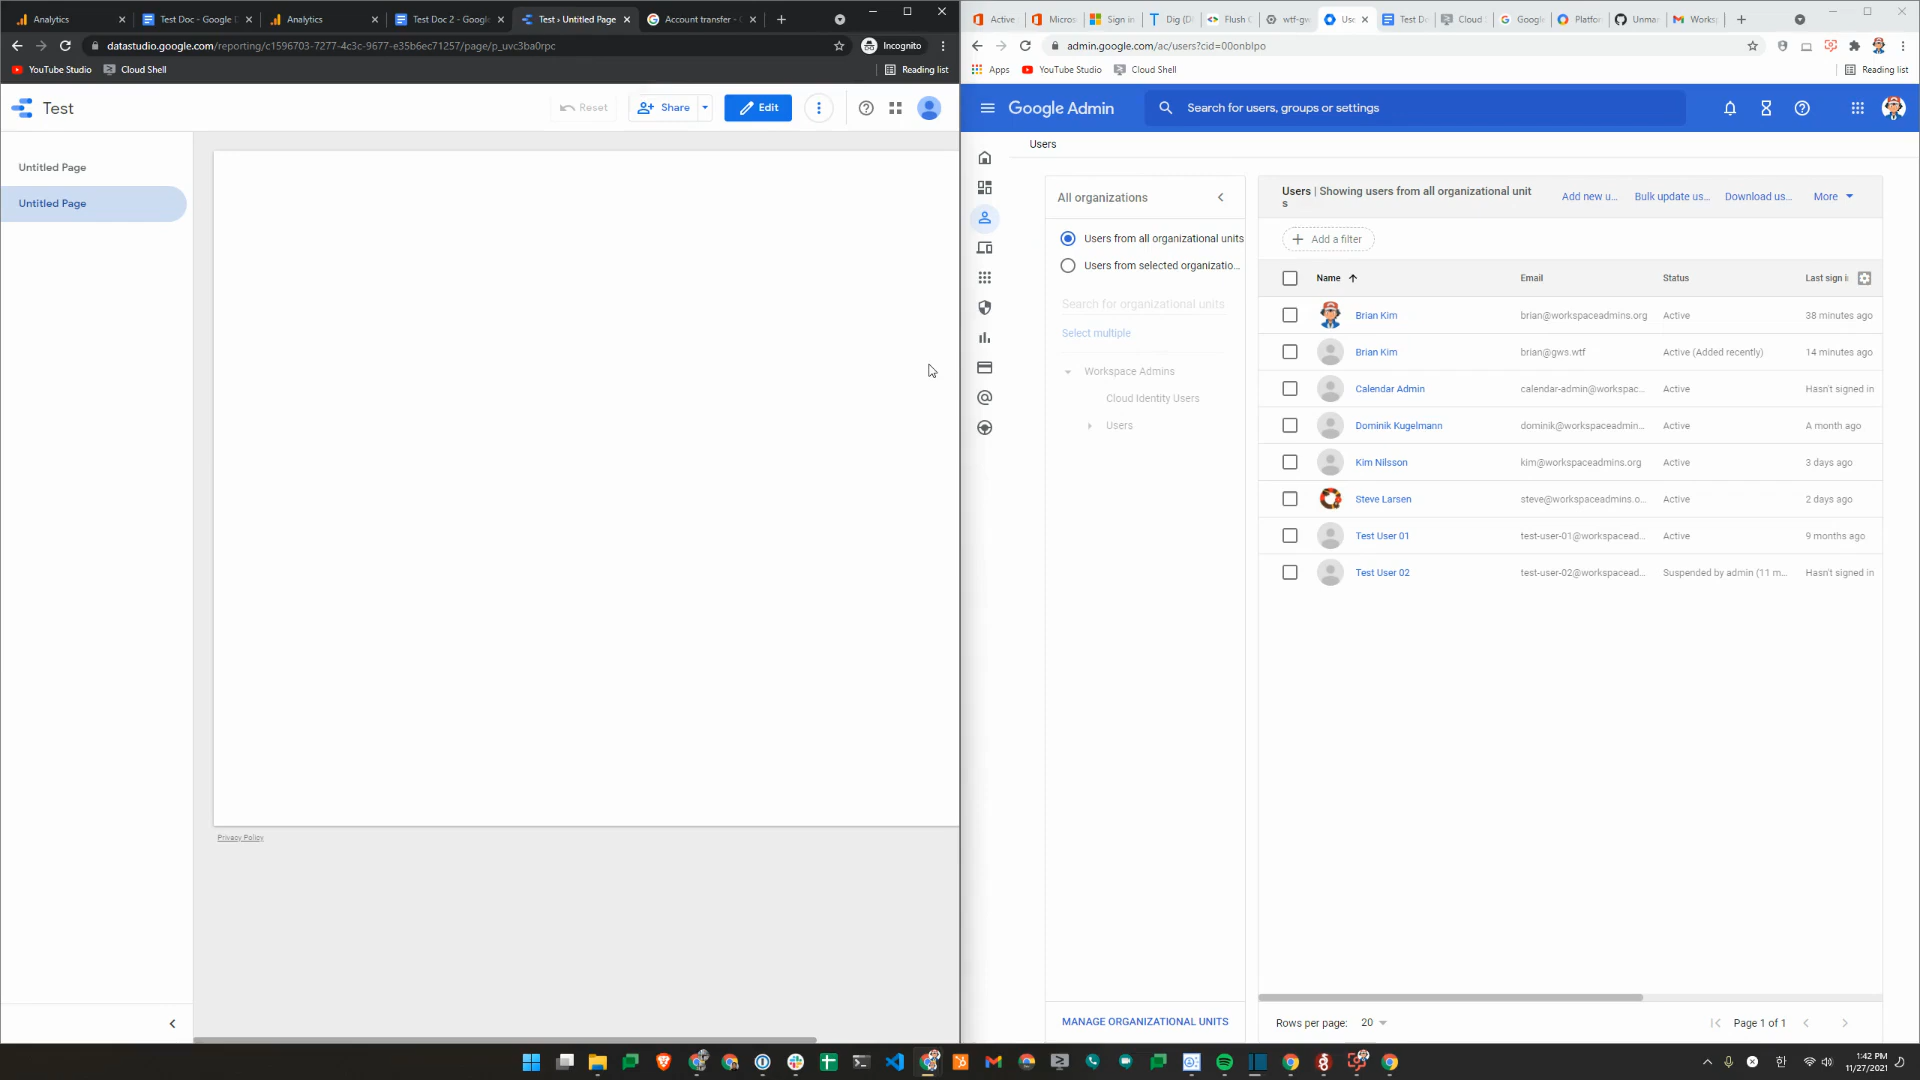 Analytics
Test Doc - Google
Analytics
Test Doc 2 - Google
Test › Untitled Page
Account transfer -
datastudio.google.com/reporting/c1596703-7277-4c3c-9677-e35b6ec71257/page/p_uvc3ba0rpc
Incognito
YouTube Studio
Cloud Shell
Reading list
Test
Reset
Share
Edit
Untitled Page
Untitled Page
Privacy Policy
Active
Micros
Sign in
Dig (D
Flush
wtf-gw
Use
Test D
Cloud
Google
Platfor
Unma
Works
admin.google.com/ac/users?cid=00onblpo
Apps
YouTube Studio
Cloud Shell
Reading list
Google Admin
Search for users, groups or settings
Users
All organizations
Users from all organizational units
Users from selected organizatio...
Search for organizational units
Select multiple
Workspace Admins
Cloud Identity Users
Users
MANAGE ORGANIZATIONAL UNITS
Users | Showing users from all organizational unit
s
Add new u...
Bulk update us...
Download us...
More
Add a filter
Name Email Status Last sign i
Brian Kim brian@workspaceadmins.org Active 38 minutes ago
Brian Kim brian@gws.wtf Active (Added recently) 14 minutes ago
Calendar Admin calendar-admin@workspac... Active Hasn't signed in
Dominik Kugelmann dominik@workspaceadmin... Active A month ago
Kim Nilsson kim@workspaceadmins.org Active 3 days ago
Steve Larsen steve@workspaceadmins.o... Active 2 days ago
Test User 01 test-user-01@workspacead... Active 9 months ago
Test User 02 test-user-02@workspacead... Suspended by admin (11 m... Hasn't signed in
Rows per page: 20
Page 1 of 1
한
1:42 PM
11/27/2021